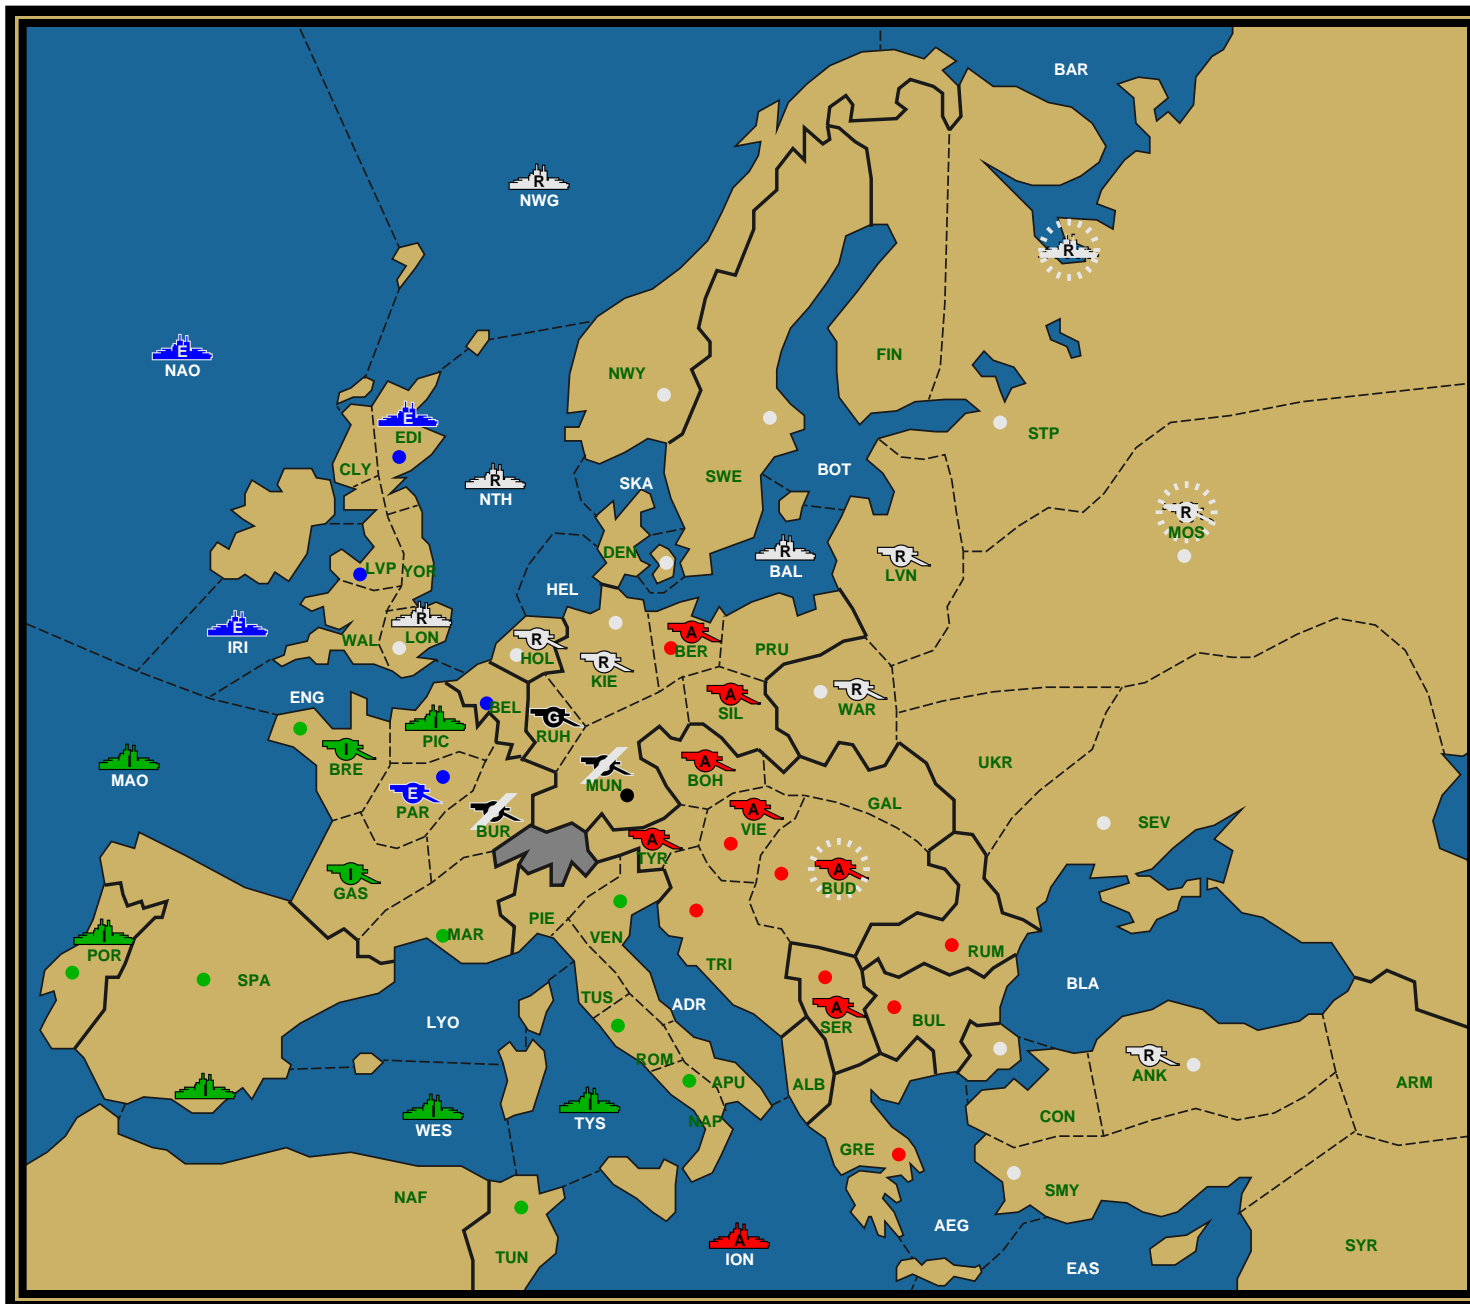 BAR
R
NWG
R
E
NAO
FIN
NWY
E
EDI
STP
CLY
R
NTH
SKA
SWE
BOT
R
MOS
DEN
R
BAL
R
LVN
LVP
YOR
HEL
E
IRI
WAL
R
LON
R
HOL
R
KIE
A
BER
PRU
ENG
BEL
A
SIL
R
WAR
I
PIC
G
RUH
I
BRE
I
MAO
MUN
A
BOH
UKR
E
PAR
BUR
A
VIE
GAL
SEV
A
TYR
I
GAS
A
BUD
PIE
VEN
I
POR
MAR
SPA
TRI
RUM
BLA
LYO
TUS
ADR
A
SER
BUL
ROM
R
ANK
ALB
APU
ARM
I
I
WES
I
TYS
NAP
CON
GRE
SMY
NAF
TUN
A
ION
AEG
EAS
SYR